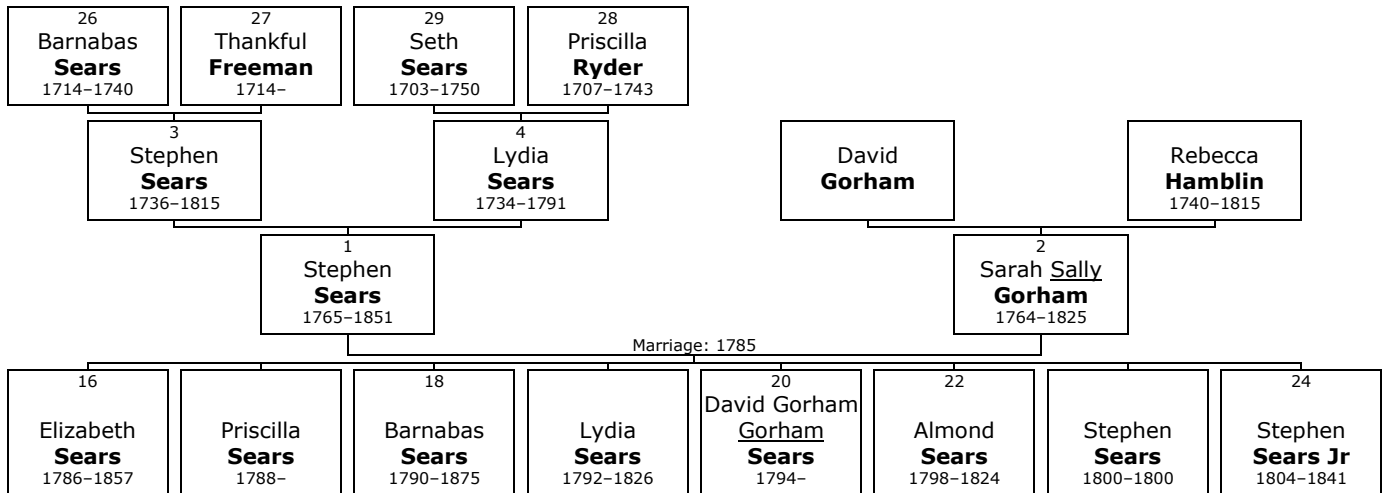 26
Barnabas
Sears
1714–1740
27
Thankful
Freeman
1714–
29
Seth
Sears
1703–1750
28
Priscilla
Ryder
1707–1743
3
Stephen
Sears
1736–1815
4
Lydia
Sears
1734–1791
David
Gorham
Rebecca
Hamblin
1740–1815
1
Stephen
Sears
1765–1851
2
Sarah Sally
Gorham
1764–1825
Marriage: 1785
16
Elizabeth
Sears
1786–1857
Priscilla
Sears
1788–
18
Barnabas
Sears
1790–1875
Lydia
Sears
1792–1826
20
David Gorham
Gorham
Sears
1794–
22
Almond
Sears
1798–1824
Stephen
Sears
1800–1800
24
Stephen
Sears Jr
1804–1841